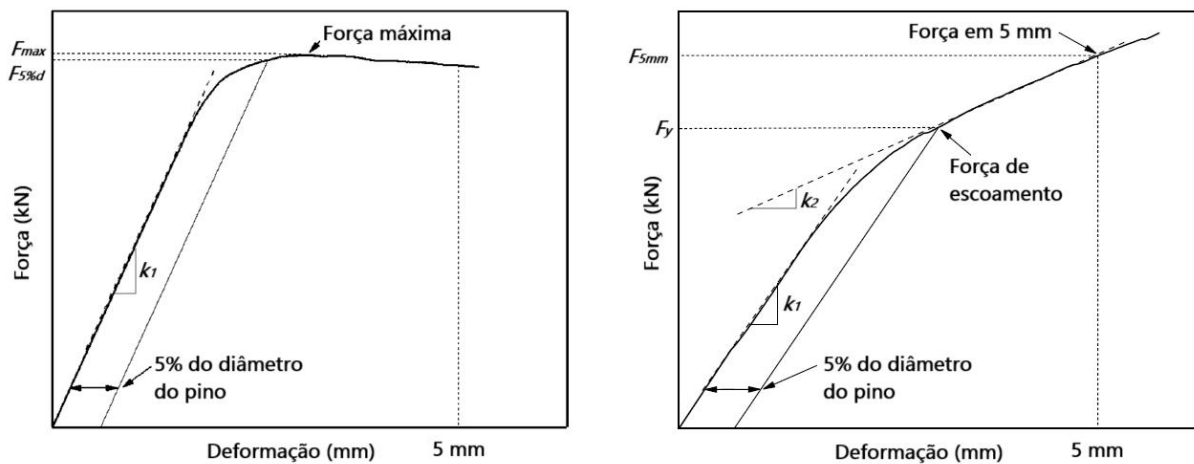 Fmax
F5%d
Força máxima
k1
5% do diâmetro
do pino
Força (kN)
Deformação (mm)
5 mm
Força em 5 mm
F5mm
Fy
Força de
escoamento
k2
k1
5% do diâmetro
do pino
Força (kN)
Deformação (mm)
5 mm